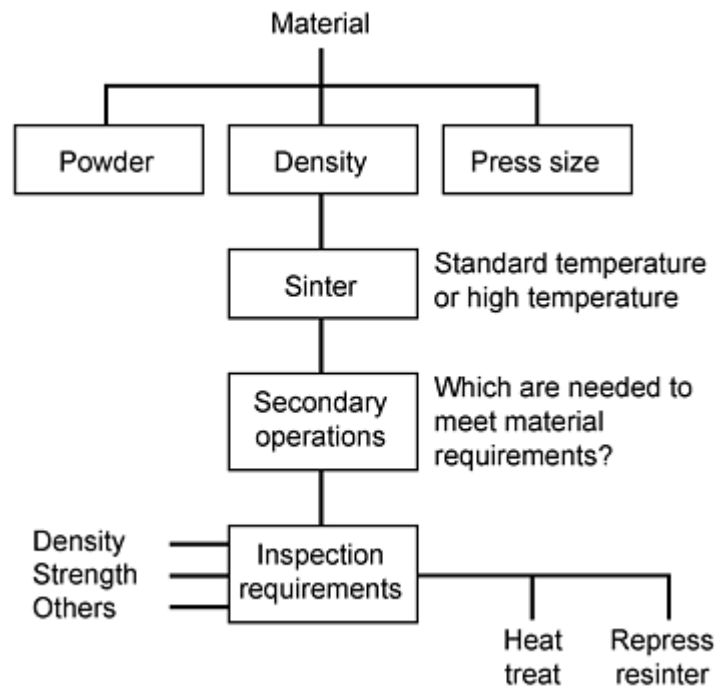 Material
Powder
Density
Press size
Sinter
Standard temperature
or high temperature
Secondary
operations
Which are needed to
meet material
requirements?
Density
Strength
Others
Inspection
requirements
Heat
treat
Repress
resinter